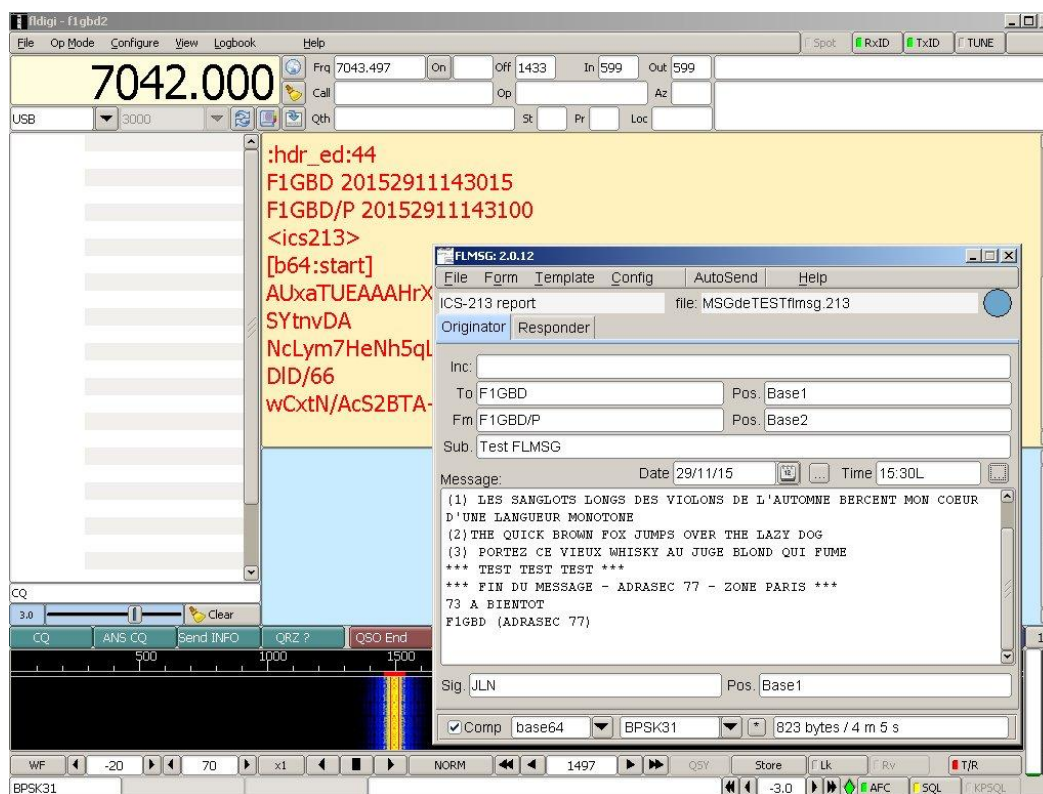 fldigi - f1gbd2
File Op Mode Configure View Logbook Help Spot RxID TxID TUNE
7042.000
Frq 7043.497 On Off 1433 In 599 Out 599
Call Op Az
USB 3000 Qth St Pr Loc
:hdr_ed:44
F1GBD 20152911143015
F1GBD/P 20152911143100
<ics213>
[b64:start]
AUxaTUEAAAHrX
SYtnvDA
NcLym7HeNh5qL
DlD/66
wCxtN/AcS2BTA-
FLMSG: 2.0.12
File Form Template Config AutoSend Help
ICS-213 report file: MSGdeTESTflmsg.213
Originator Responder
Inc:
To F1GBD Pos. Base1
Fm F1GBD/P Pos. Base2
Sub. Test FLMSG
Message: Date 29/11/15 ... Time 15:30L ...
(1) LES SANGLOTS LONGS DES VIOLONS DE L'AUTOMNE BERCENT MON COEUR
D'UNE LANGUEUR MONOTONE
(2)THE QUICK BROWN FOX JUMPS OVER THE LAZY DOG
(3) PORTEZ CE VIEUX WHISKY AU JUGE BLOND QUI FUME
*** TEST TEST TEST ***
*** FIN DU MESSAGE - ADRASEC 77 - ZONE PARIS ***
73 A BIENTOT
F1GBD (ADRASEC 77)
Sig. JLN Pos. Base1
Comp base64 BPSK31 * 823 bytes / 4 m 5 s
CQ
3.0 Clear
CQ ANS CQ Send INFO QRZ ? QSO End 1
500 1000 1500
WF -20 70 x1 NORM 1497 QSY Store Lk Rv T/R
BPSK31 -3.0 AFC SQL KPSQL